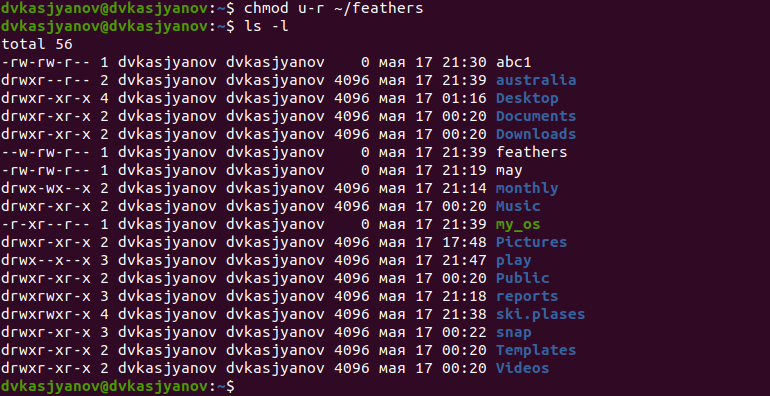 dvkasjyanov@dvkasjyanov:~$ chmod u-r ~/feathers
dvkasjyanov@dvkasjyanov:~$ ls -l
total 56
-rw-rw-r-- 1 dvkasjyanov dvkasjyanov    0 мая 17 21:30 abc1
drwxr--r-- 2 dvkasjyanov dvkasjyanov 4096 мая 17 21:39 australia
drwxr-xr-x 4 dvkasjyanov dvkasjyanov 4096 мая 17 01:16 Desktop
drwxr-xr-x 2 dvkasjyanov dvkasjyanov 4096 мая 17 00:20 Documents
drwxr-xr-x 2 dvkasjyanov dvkasjyanov 4096 мая 17 00:20 Downloads
--w-rw-r-- 1 dvkasjyanov dvkasjyanov    0 мая 17 21:39 feathers
-rw-rw-r-- 1 dvkasjyanov dvkasjyanov    0 мая 17 21:19 may
drwx-wx--x 2 dvkasjyanov dvkasjyanov 4096 мая 17 21:14 monthly
drwxr-xr-x 2 dvkasjyanov dvkasjyanov 4096 мая 17 00:20 Music
-r-xr--r-- 1 dvkasjyanov dvkasjyanov    0 мая 17 21:39 my_os
drwxr-xr-x 2 dvkasjyanov dvkasjyanov 4096 мая 17 17:48 Pictures
drwx--x--x 3 dvkasjyanov dvkasjyanov 4096 мая 17 21:47 play
drwxr-xr-x 2 dvkasjyanov dvkasjyanov 4096 мая 17 00:20 Public
drwxrwxr-x 3 dvkasjyanov dvkasjyanov 4096 мая 17 21:18 reports
drwxrwxr-x 4 dvkasjyanov dvkasjyanov 4096 мая 17 21:38 ski.plases
drwxr-xr-x 3 dvkasjyanov dvkasjyanov 4096 мая 17 00:22 snap
drwxr-xr-x 2 dvkasjyanov dvkasjyanov 4096 мая 17 00:20 Templates
drwxr-xr-x 2 dvkasjyanov dvkasjyanov 4096 мая 17 00:20 Videos
dvkasjyanov@dvkasjyanov:~$